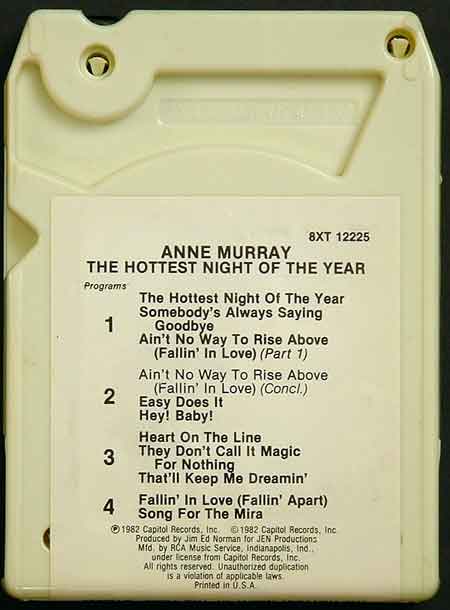 8XT 12225
ANNE MURRAY
THE HOTTEST NIGHT OF THE YEAR
Programs
1
The Hottest Night Of The Year
Somebody's Always Saying
Goodbye
Ain't No Way To Rise Above
(Fallin' In Love) (Part 1)
2
Ain't No Way To Rise Above
(Fallin' In Love) (Concl.)
Easy Does It
Hey! Baby!
3
Heart On The Line
They Don't Call It Magic
For Nothing
That'll Keep Me Dreamin'
4
Fallin' In Love (Fallin' Apart)
Song For The Mira
℗1982 Capitol Records, Inc. ©1982 Capitol Records, Inc.
Produced by Jim Ed Norman for JEN Productions
Mfd. by RCA Music Service, Indianapolis, Ind.,
under license from Capitol Records, Inc.
All rights reserved. Unauthorized duplication
is a violation of applicable laws.
Printed in U.S.A.